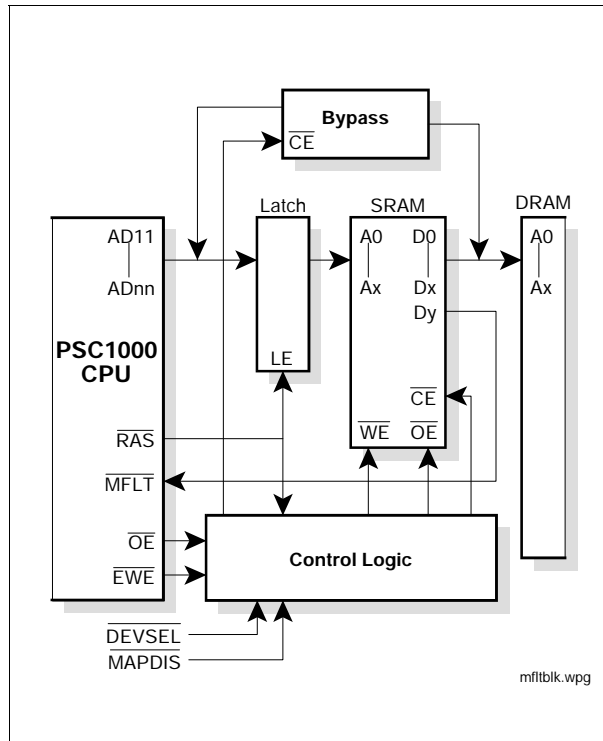 Bypass
CE
Latch
SRAM
DRAM
AD11
ADnn
A0
Ax
D0
Dx
Dy
A0
Ax
PSC1000
CPU
LE
CE
WE
OE
RAS
MFLT
OE
EWE
Control Logic
DEVSEL
MAPDIS
mfltblk.wpg